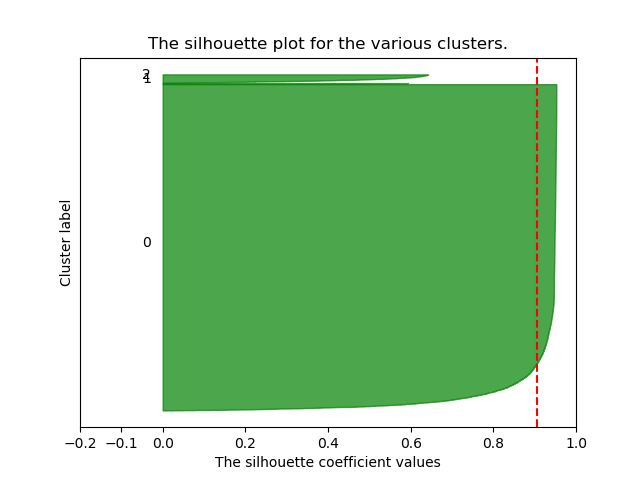 The silhouette plot for the various clusters.
2
1
0
Cluster label
−0.2 −0.1 0.0 0.2 0.4 0.6 0.8 1.0
The silhouette coefficient values